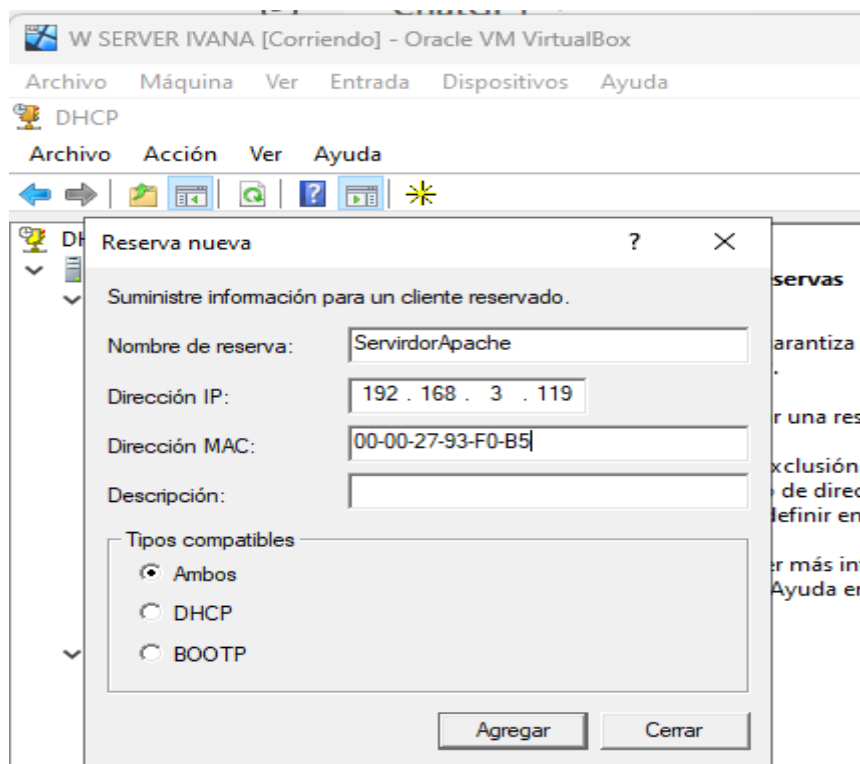 W SERVER IVANA [Corriendo] - Oracle VM VirtualBox
Archivo Máquina Ver Entrada Dispositivos Ayuda
DHCP
Archivo Acción Ver Ayuda
DH
Reserva nueva ? ×
Suministre información para un cliente reservado.
Nombre de reserva: ServirdorApache
Dirección IP: 192 . 168 . 3 . 119
Dirección MAC: 00-00-27-93-F0-B5
Descripción:
Tipos compatibles
Ambos
DHCP
BOOTP
Agregar Cerrar
servas
arantiza
r una res
xclusión
de direc
definir en
er más in
Ayuda en